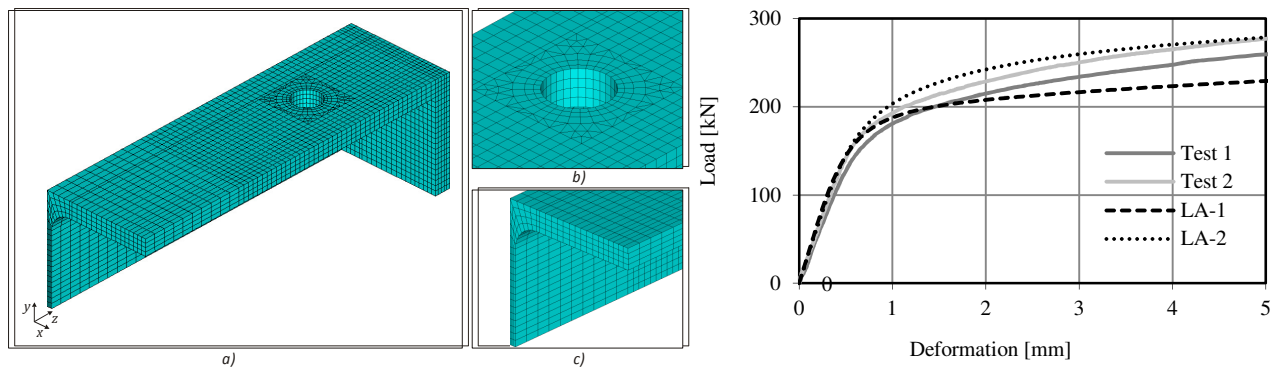 y
z
x
a)
b)
c)
300
200
100
0
Load [kN]
0
0
1
2
3
4
5
Deformation [mm]
Test 1
Test 2
LA-1
LA-2